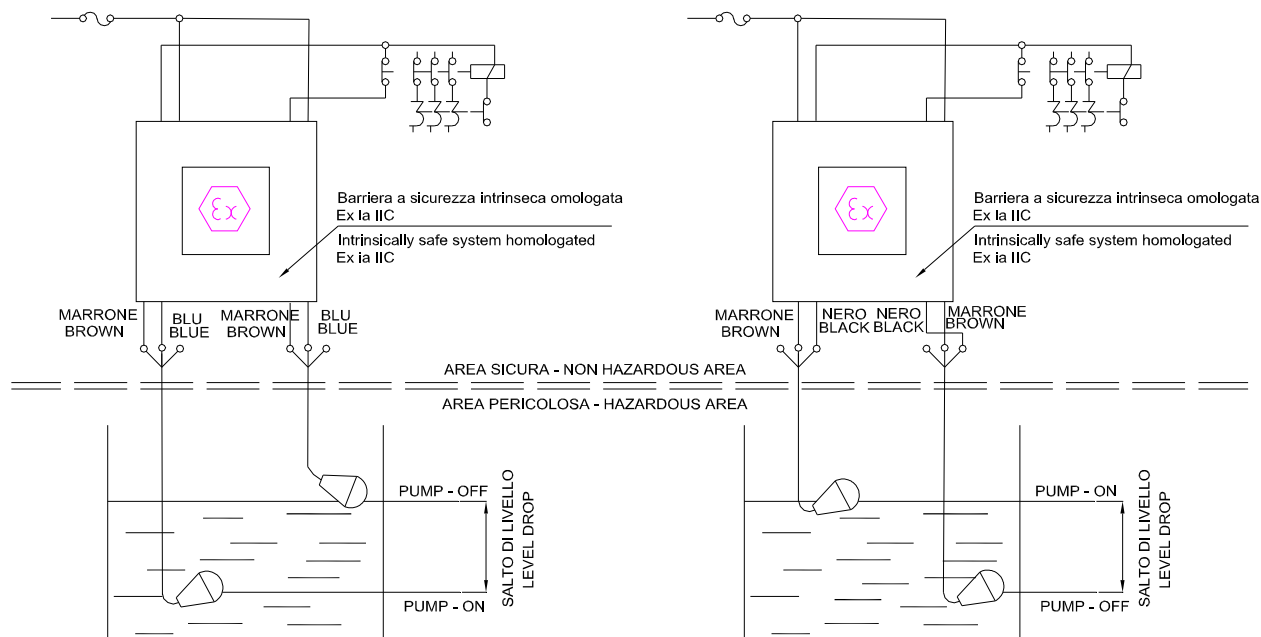 Ex
Barriera a sicurezza intrinseca omologata
Ex Ia IIC
Intrinsically safe system homologated
Ex ia IIC
MARRONE
BROWN
BLU
BLUE
MARRONE
BROWN
BLU
BLUE
Ex
Barriera a sicurezza intrinseca omologata
Ex Ia IIC
Intrinsically safe system homologated
Ex ia IIC
MARRONE
BROWN
NERO
BLACK
NERO
BLACK
MARRONE
BROWN
AREA SICURA - NON HAZARDOUS AREA
AREA PERICOLOSA - HAZARDOUS AREA
PUMP - OFF
PUMP - ON
SALTO DI LIVELLO
LEVEL DROP
PUMP - ON
PUMP - OFF
SALTO DI LIVELLO
LEVEL DROP